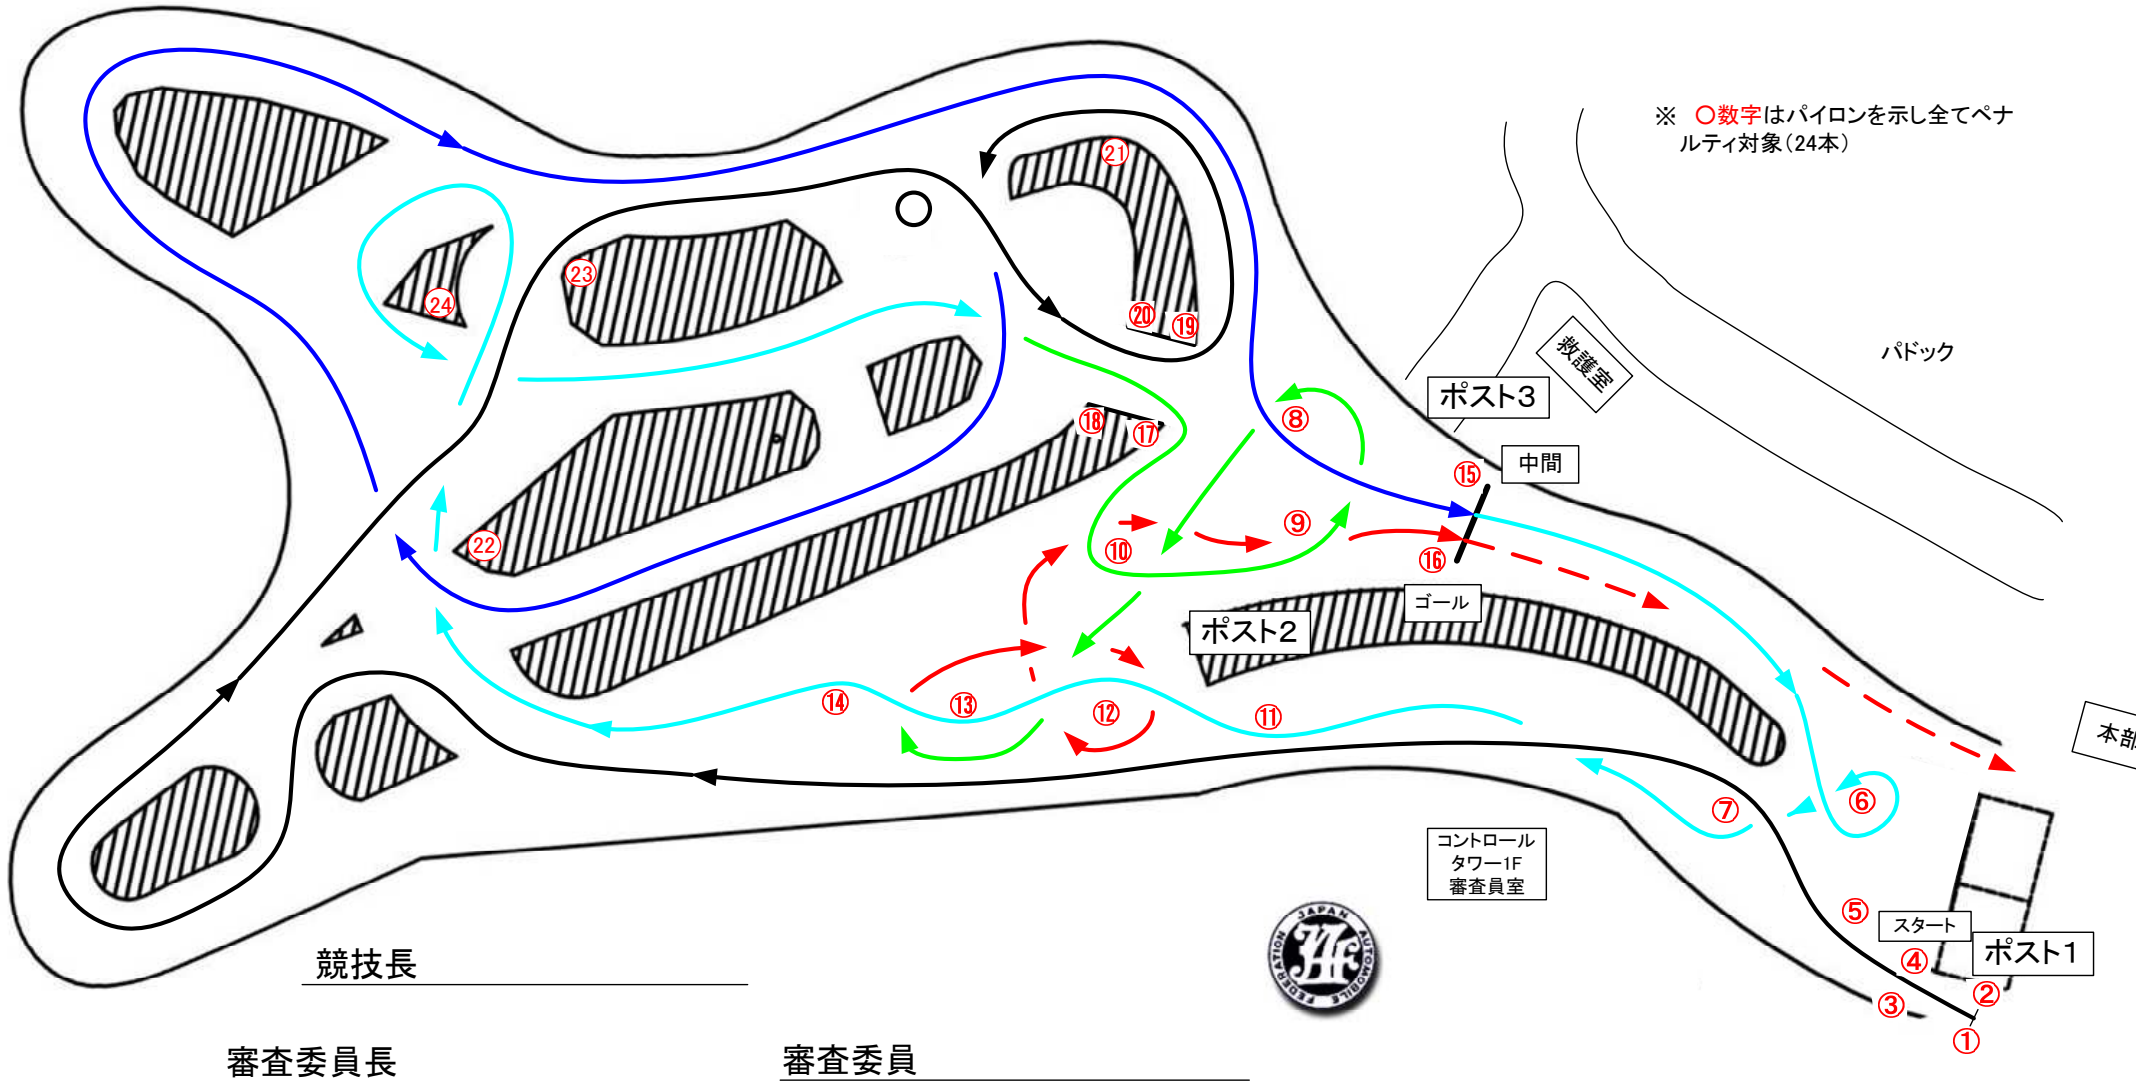 ※ 〇数字はパイロンを示し全てペナ
ルティ対象(24本)
㉑
㉓
㉔
⑳
⑲
パドック
救護室
ポスト3
⑧
⑱
⑰
中間
⑮
⑨
㉒
⑩
⑯
ゴール
ポスト2
⑭
⑬
⑫
⑪
本部
⑦
⑥
コントロール
タワー1F
審査員室
⑤
スタート
ポスト1
④
②
③
①
競技長
JAPAN AUTOMOBILE FEDERATION
JAF
審査委員長
審査委員